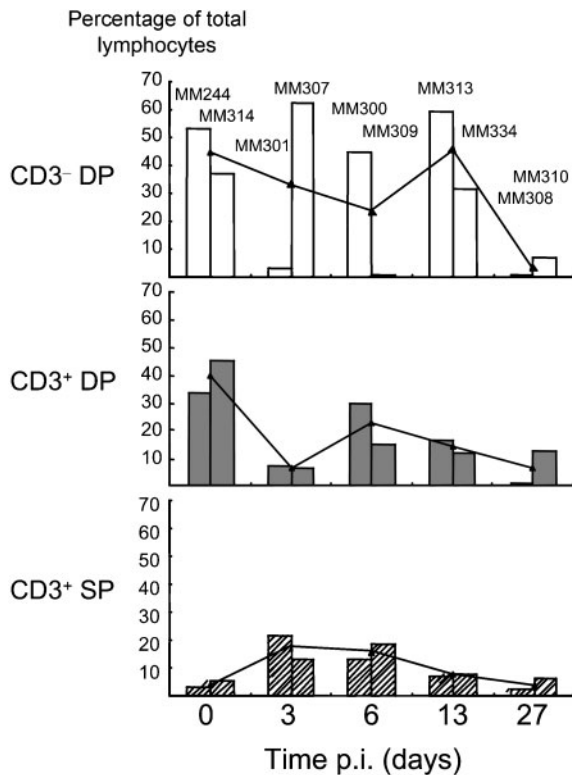 Percentage of total
lymphocytes
70
60
50
40
30
20
10
CD3⁻ DP
MM244
MM314
MM301
MM307
MM300
MM309
MM313
MM334
MM310
MM308
70
60
50
40
30
20
10
CD3⁺ DP
70
60
50
40
30
20
10
CD3⁺ SP
0 3 6 13 27
Time p.i. (days)